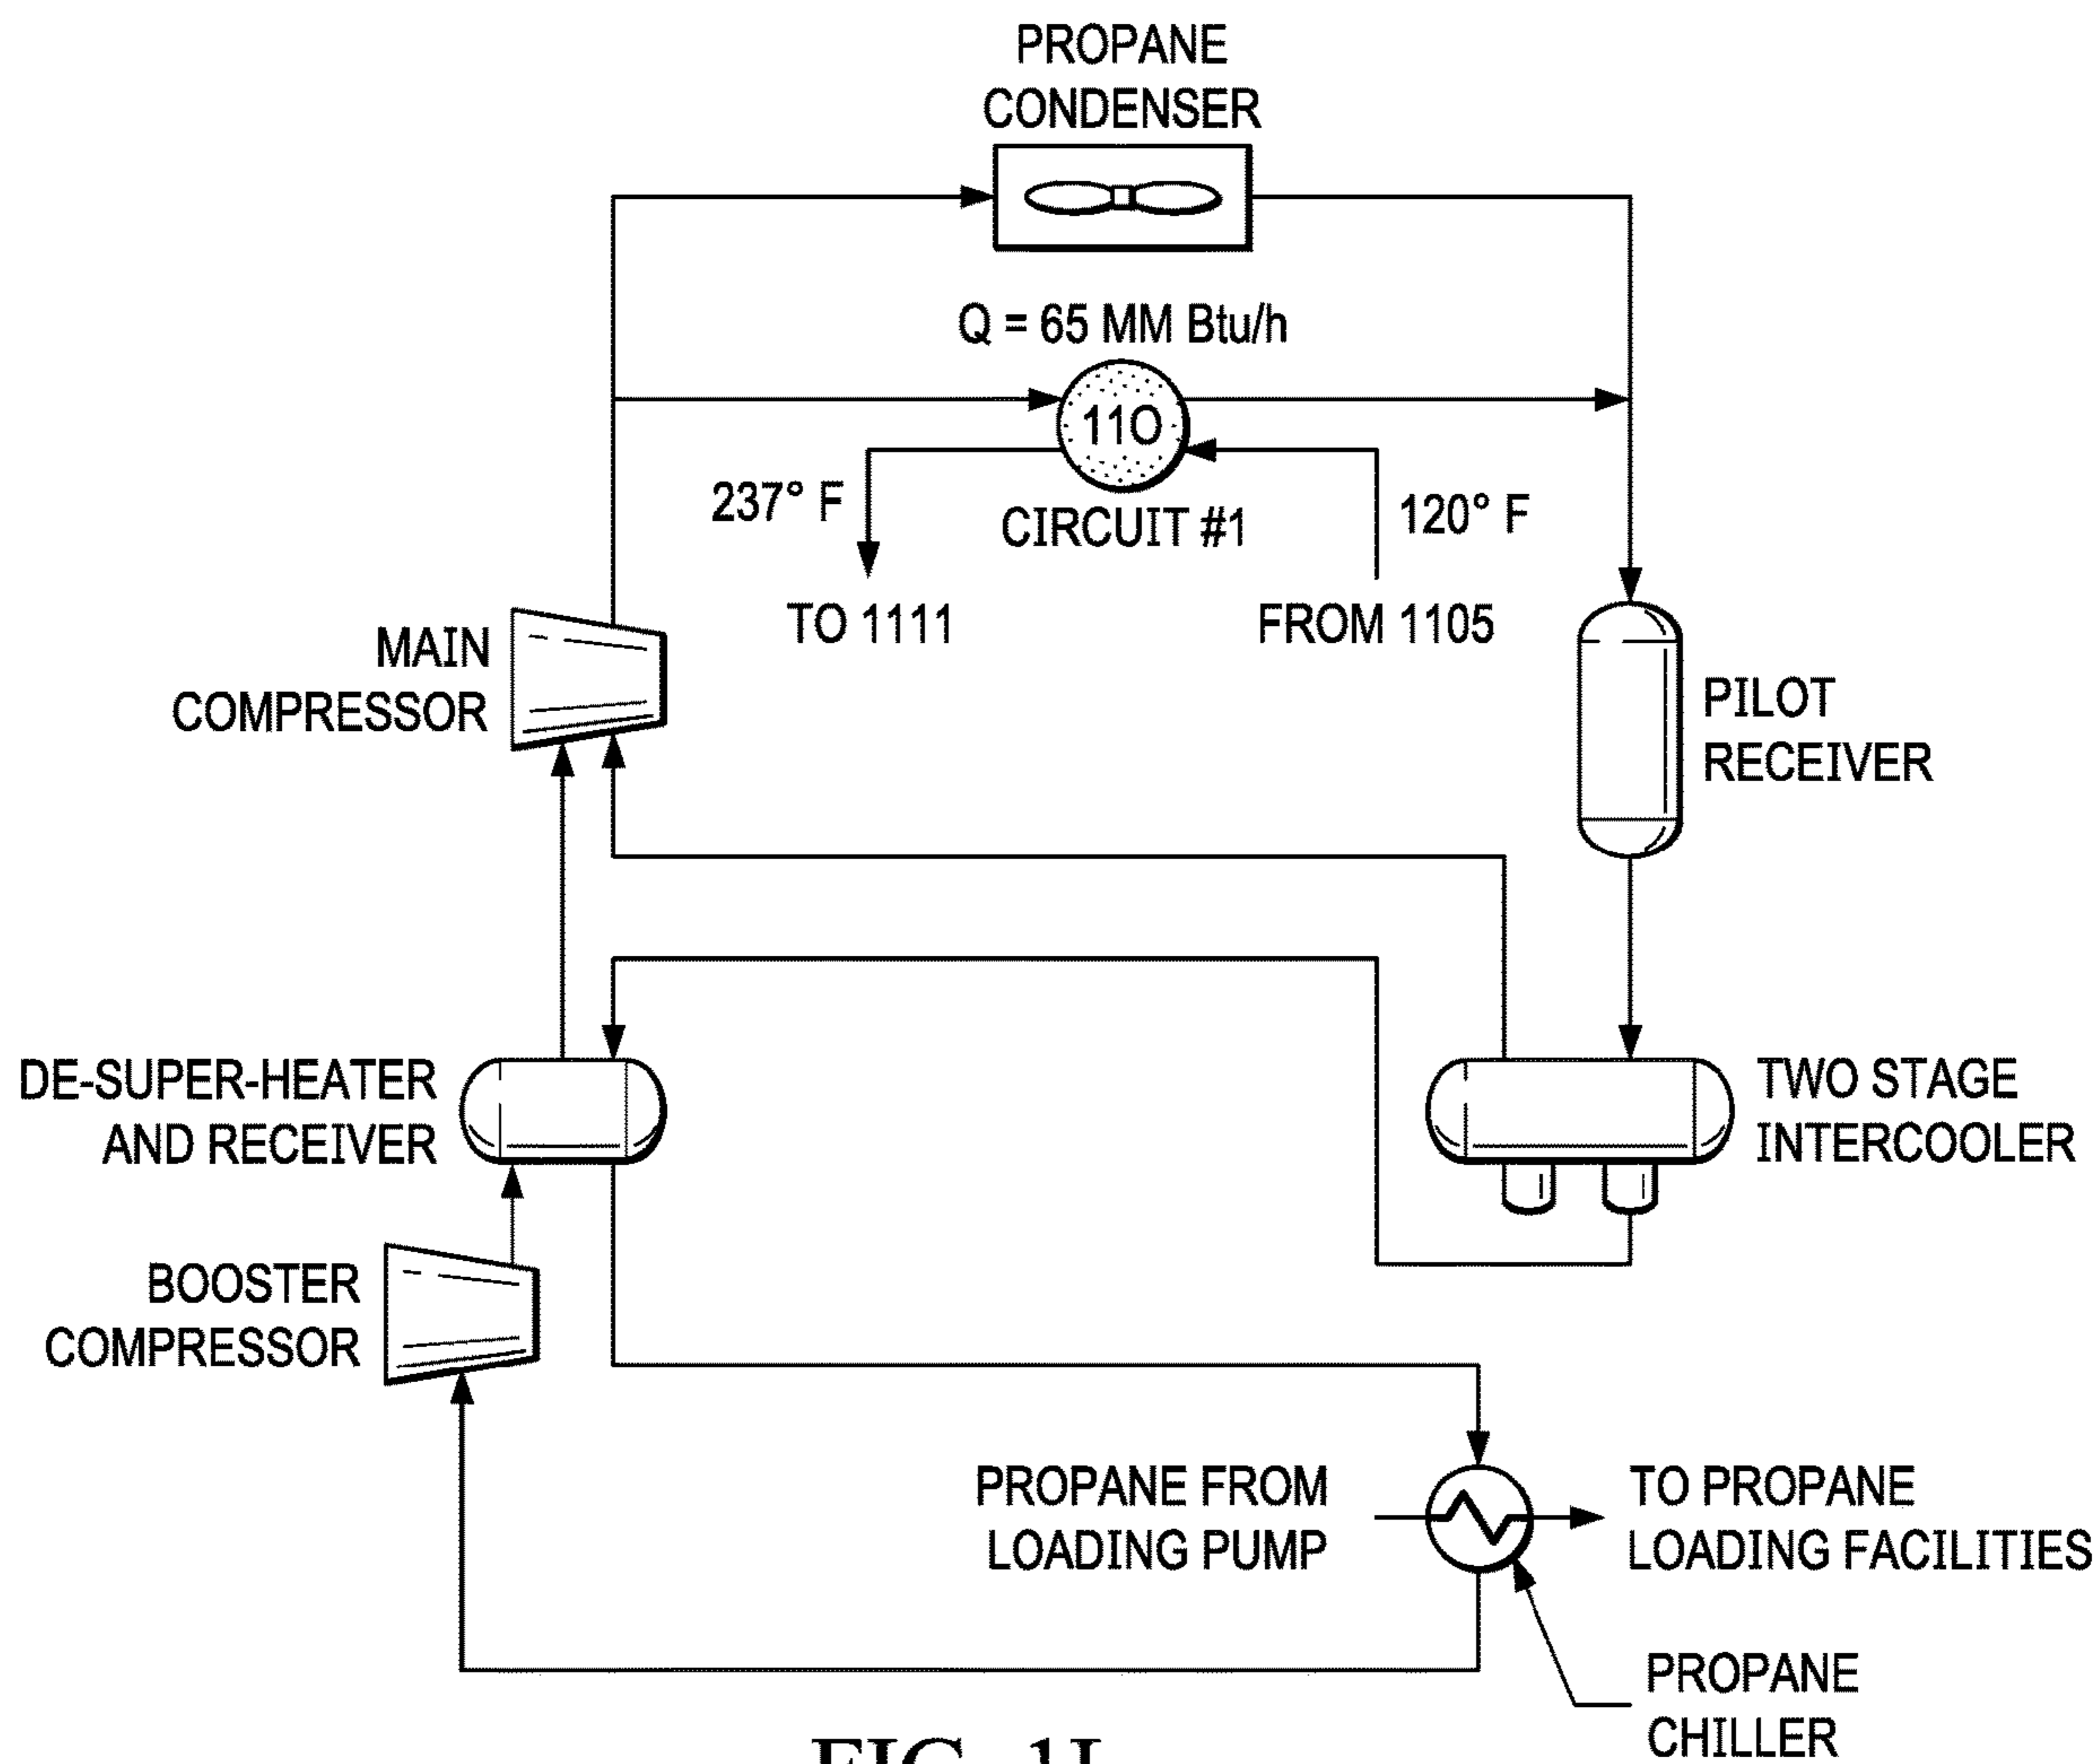 PROPANE
CONDENSER
Q = 65 MM Btu/h
110
237° F
CIRCUIT #1
120° F
TO 1111
FROM 1105
MAIN
COMPRESSOR
PILOT
RECEIVER
DE-SUPER-HEATER
AND RECEIVER
TWO STAGE
INTERCOOLER
BOOSTER
COMPRESSOR
PROPANE FROM
LOADING PUMP
TO PROPANE
LOADING FACILITIES
PROPANE
CHILLER